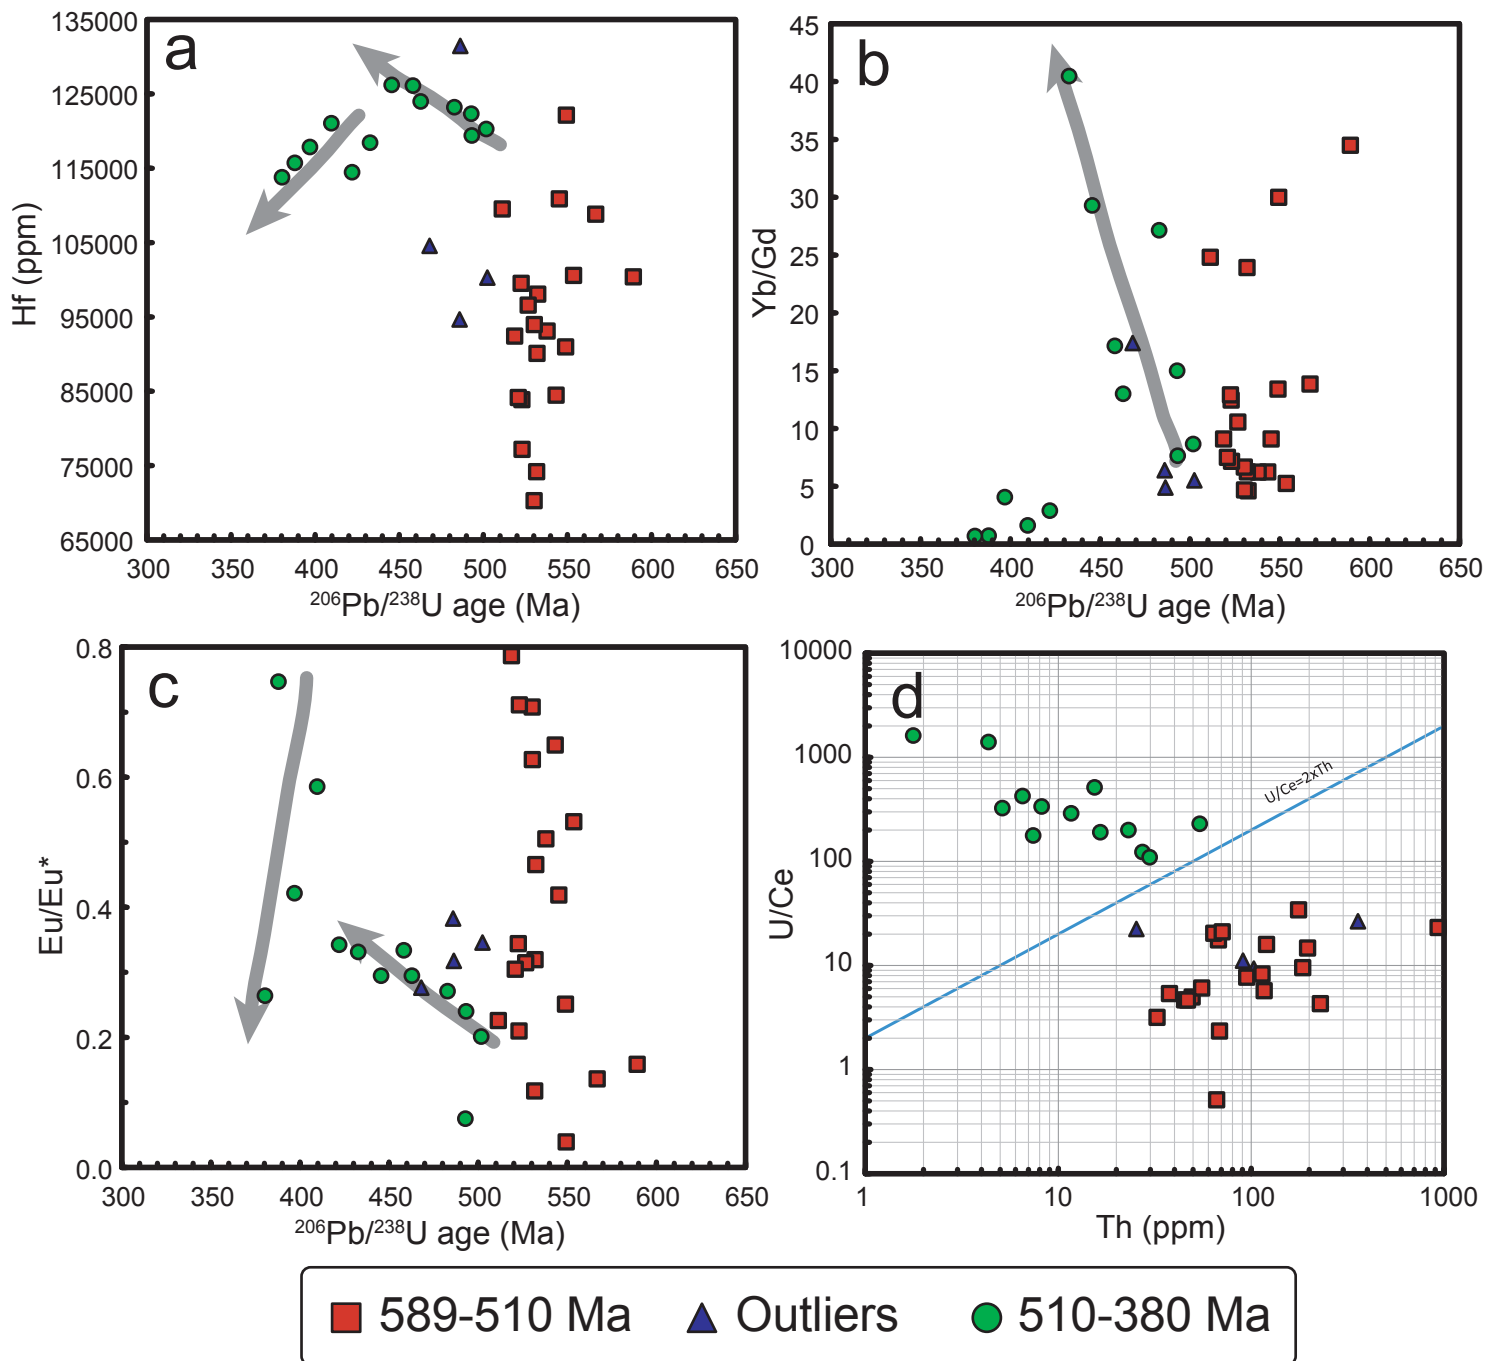 a
135000
125000
115000
105000
95000
85000
75000
65000
Hf (ppm)
300 350 400 450 500 550 600 650
206Pb/238U age (Ma)
b
45
40
35
30
25
20
15
10
5
0
Yb/Gd
300 350 400 450 500 550 600 650
206Pb/238U age (Ma)
c
0.8
0.6
0.4
0.2
0.0
Eu/Eu*
300 350 400 450 500 550 600 650
206Pb/238U age (Ma)
d
10000
1000
100
10
1
0.1
U/Ce
U/Ce=2xTh
1 10 100 1000
Th (ppm)
589-510 Ma Outliers 510-380 Ma